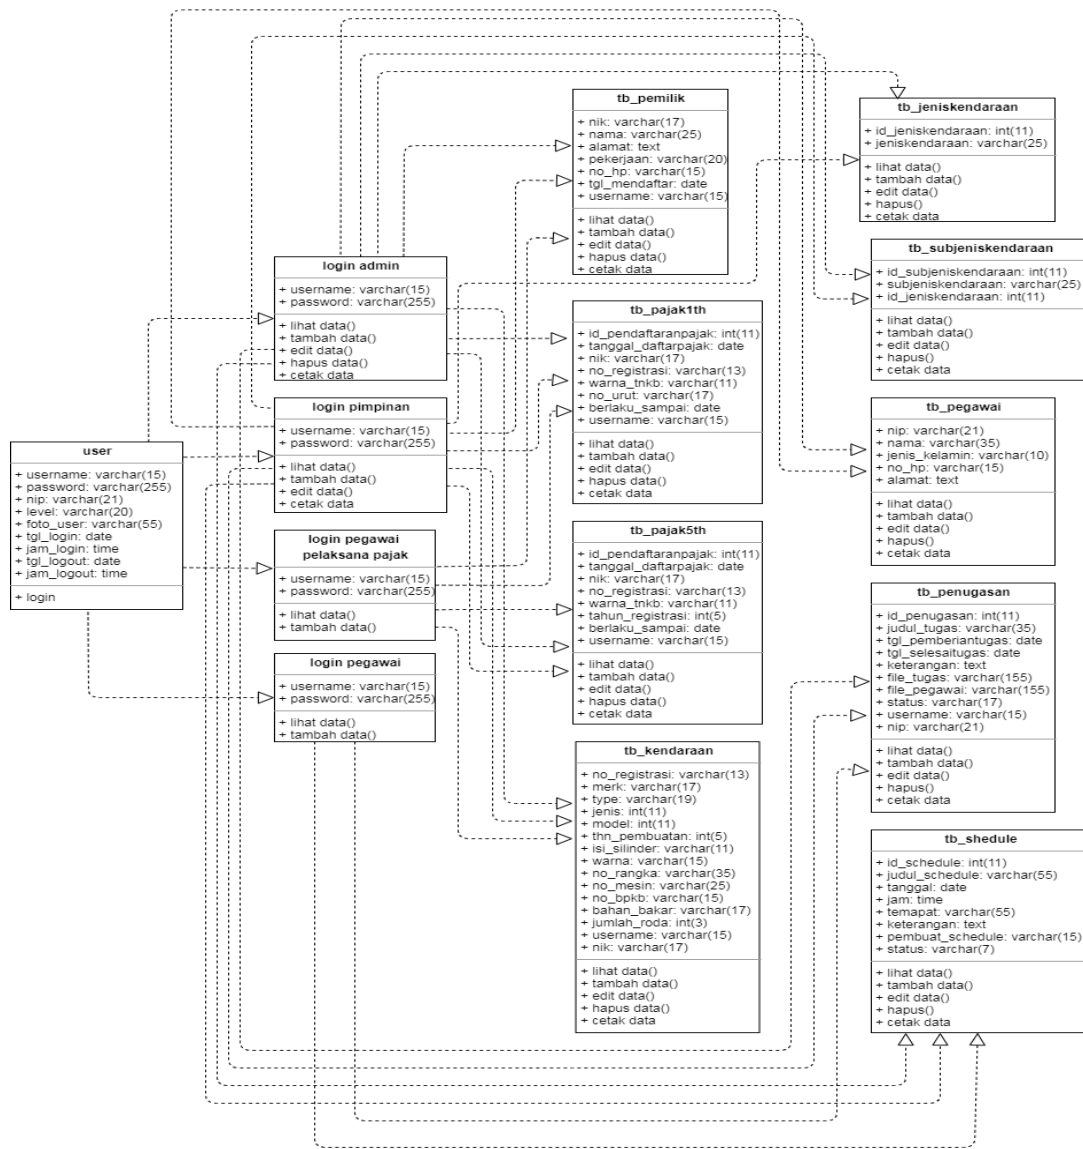 user
+ username: varchar(15)
+ password: varchar(255)
+ nip: varchar(21)
+ level: varchar(20)
+ foto_user: varchar(55)
+ tgl_login: date
+ jam_login: time
+ tgl_logout: date
+ jam_logout: time
+ login
login admin
+ username: varchar(15)
+ password: varchar(255)
+ lihat data()
+ tambah data()
+ edit data()
+ hapus data()
+ cetak data
login pimpinan
+ username: varchar(15)
+ password: varchar(255)
+ lihat data()
+ tambah data()
+ edit data()
+ cetak data
login pegawai
pelaksana pajak
+ username: varchar(15)
+ password: varchar(255)
+ lihat data()
+ tambah data()
login pegawai
+ username: varchar(15)
+ password: varchar(255)
+ lihat data()
+ tambah data()
tb_pemilik
+ nik: varchar(17)
+ nama: varchar(25)
+ alamat: text
+ pekerjaan: varchar(20)
+ no_hp: varchar(15)
+ tgl_mendaftar: date
+ username: varchar(15)
+ lihat data()
+ tambah data()
+ edit data()
+ hapus data()
+ cetak data
tb_pajak1th
+ id_pendaftaranpajak: int(11)
+ tanggal_daftarpajak: date
+ nik: varchar(17)
+ no_registrasi: varchar(13)
+ warna_tnkb: varchar(11)
+ no_urut: varchar(17)
+ berlaku_sampai: date
+ username: varchar(15)
+ lihat data()
+ tambah data()
+ edit data()
+ hapus data()
+ cetak data
tb_pajak5th
+ id_pendaftaranpajak: int(11)
+ tanggal_daftarpajak: date
+ nik: varchar(17)
+ no_registrasi: varchar(13)
+ warna_tnkb: varchar(11)
+ tahun_registrasi: int(5)
+ berlaku_sampai: date
+ username: varchar(15)
+ lihat data()
+ tambah data()
+ edit data()
+ hapus data()
+ cetak data
tb_kendaraan
+ no_registrasi: varchar(13)
+ merk: varchar(17)
+ type: varchar(19)
+ jenis: int(11)
+ model: int(11)
+ thn_pembuatan: int(5)
+ isi_silinder: varchar(11)
+ warna: varchar(15)
+ no_rangka: varchar(35)
+ no_mesin: varchar(25)
+ no_bpkb: varchar(15)
+ bahan_bakar: varchar(17)
+ jumlah_roda: int(3)
+ username: varchar(15)
+ nik: varchar(17)
+ lihat data()
+ tambah data()
+ edit data()
+ hapus data()
+ cetak data
tb_jeniskendaraan
+ id_jeniskendaraan: int(11)
+ jeniskendaraan: varchar(25)
+ lihat data()
+ tambah data()
+ edit data()
+ hapus()
+ cetak data
tb_subjeniskendaraan
+ id_subjeniskendaraan: int(11)
+ subjeniskendaraan: varchar(25)
+ id_jeniskendaraan: int(11)
+ lihat data()
+ tambah data()
+ edit data()
+ hapus()
+ cetak data
tb_pegawai
+ nip: varchar(21)
+ nama: varchar(35)
+ jenis_kelamin: varchar(10)
+ no_hp: varchar(15)
+ alamat: text
+ lihat data()
+ tambah data()
+ edit data()
+ hapus()
+ cetak data
tb_penugasan
+ id_penugasan: int(11)
+ judul_tugas: varchar(35)
+ tgl_pemberiantugas: date
+ tgl_selesaitugas: date
+ keterangan: text
+ file_tugas: varchar(155)
+ file_pegawai: varchar(155)
+ status: varchar(17)
+ username: varchar(15)
+ nip: varchar(21)
+ lihat data()
+ tambah data()
+ edit data()
+ hapus()
+ cetak data
tb_shedule
+ id_schedule: int(11)
+ judul_schedule: varchar(55)
+ tanggal: date
+ jam: time
+ temapat: varchar(55)
+ keterangan: text
+ pembuat_schedule: varchar(15)
+ status: varchar(7)
+ lihat data()
+ tambah data()
+ edit data()
+ hapus()
+ cetak data